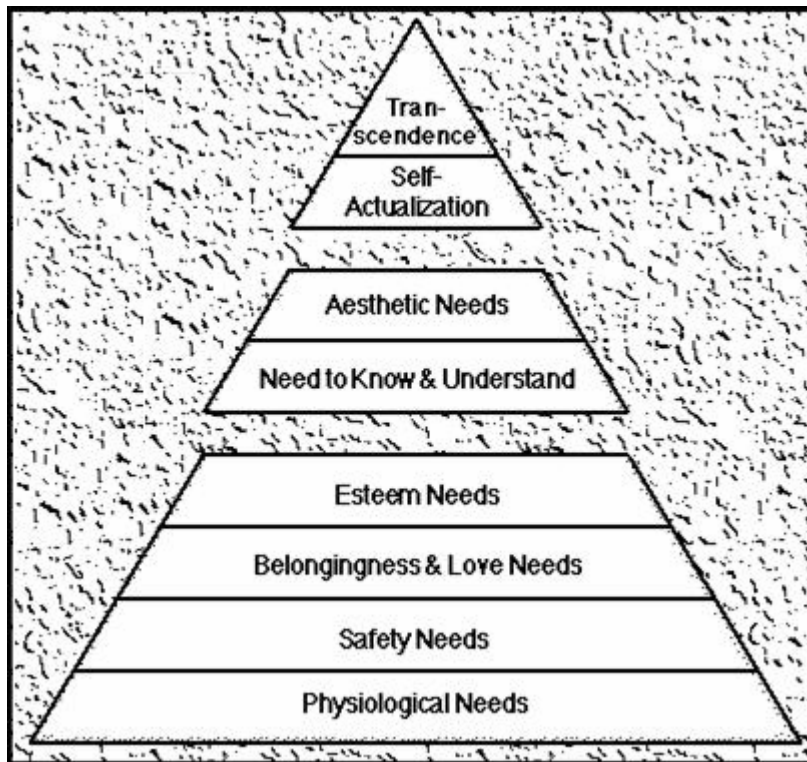 Tran-
scendence
Self-
Actualization
Aesthetic Needs
Need to Know & Understand
Esteem Needs
Belongingness & Love Needs
Safety Needs
Physiological Needs